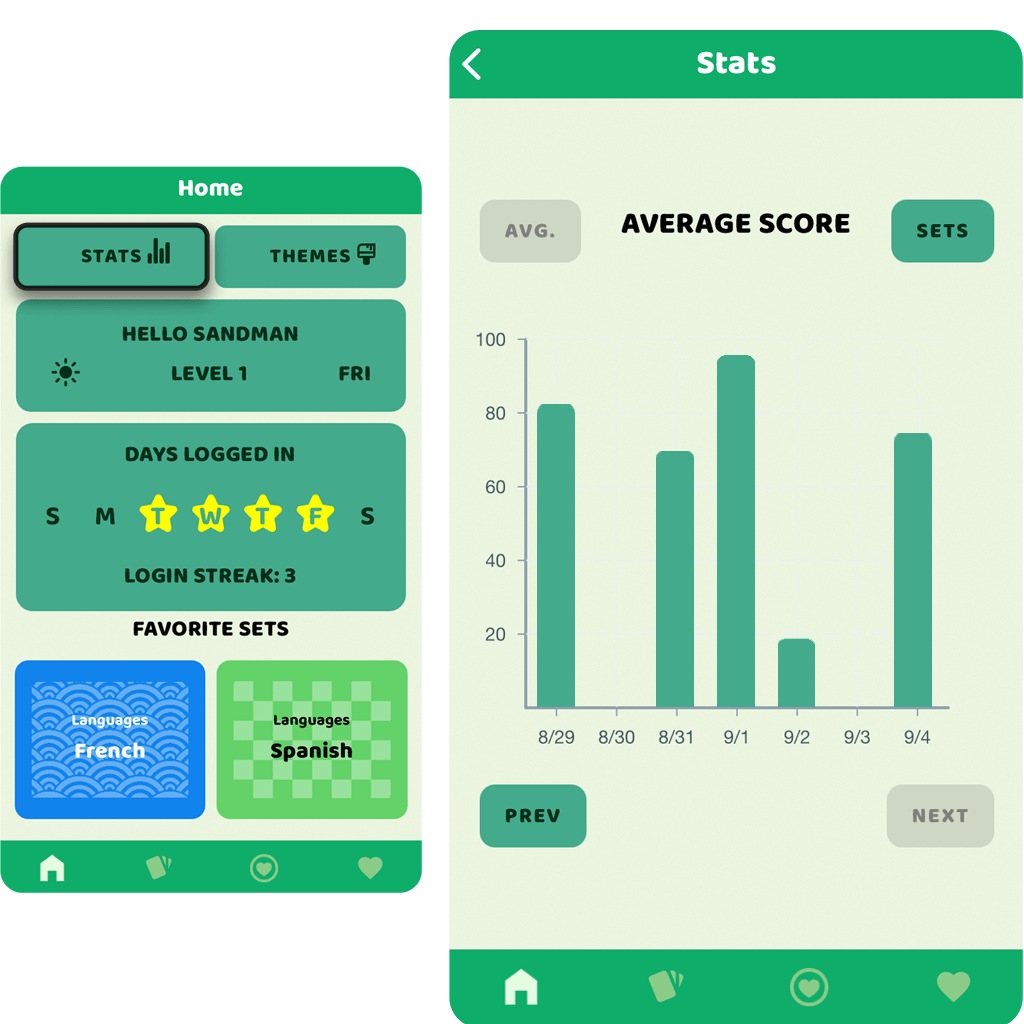 Home
STATS
THEMES
HELLO SANDMAN
LEVEL 1
FRI
DAYS LOGGED IN
S M T W T F S
LOGIN STREAK: 3
FAVORITE SETS
Languages
French
Languages
Spanish
Stats
AVG.
AVERAGE SCORE
SETS
100
80
60
40
20
8/29 8/30 8/31 9/1 9/2 9/3 9/4
PREV
NEXT